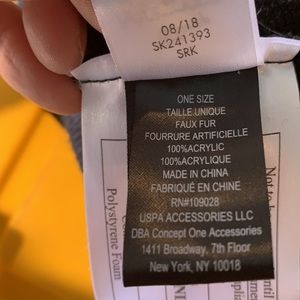 08/18
SK241393
SRK
ONE SIZE
TAILLE UNIQUE
FAUX FUR
FOURRURE ARTIFICIELLE
100%ACRYLIC
100%ACRYLIQUE
MADE IN CHINA
FABRIQUÉ EN CHINE
RN#109028
USPA ACCESSORIES LLC
DBA Concept One Accessories
1411 Broadway, 7th Floor
New York, NY 10018
Polystyrene Foam
Not to